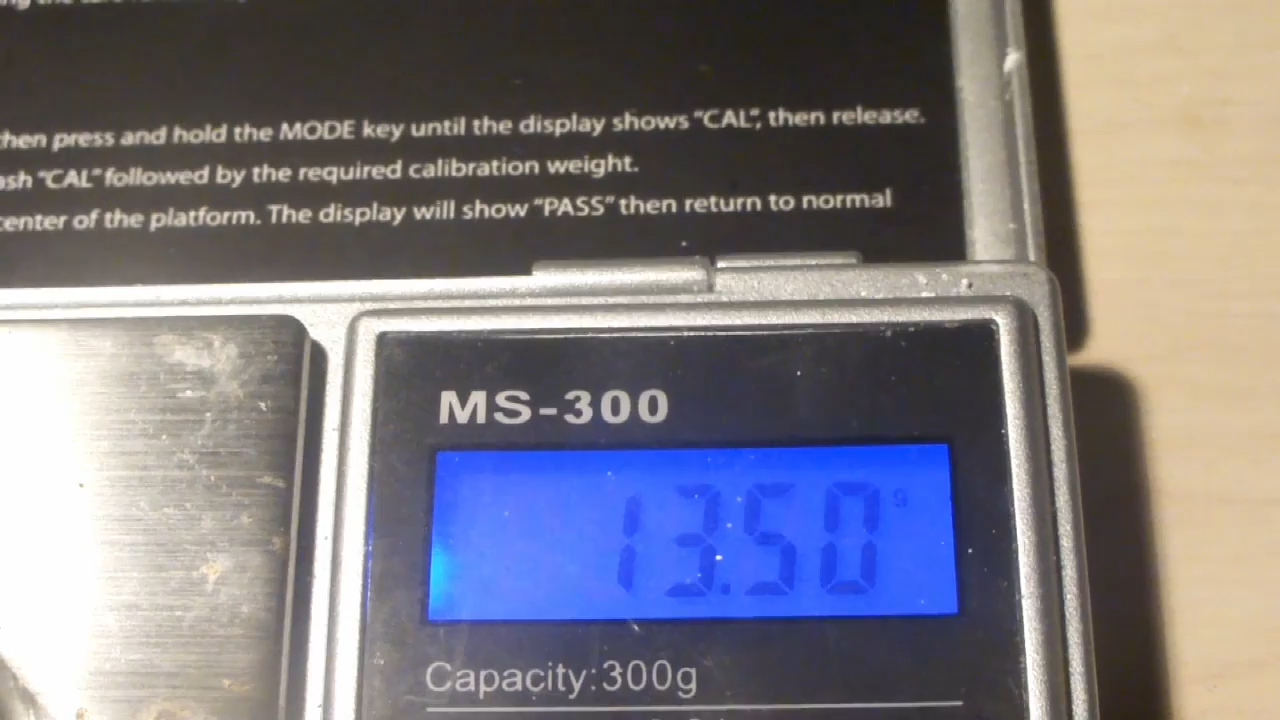 then press and hold the MODE key until the display shows "CAL", then release.
"CAL" followed by the required calibration weight.
center of the platform. The display will show "PASS" then return to normal
MS-300
13.50 g
Capacity:300g